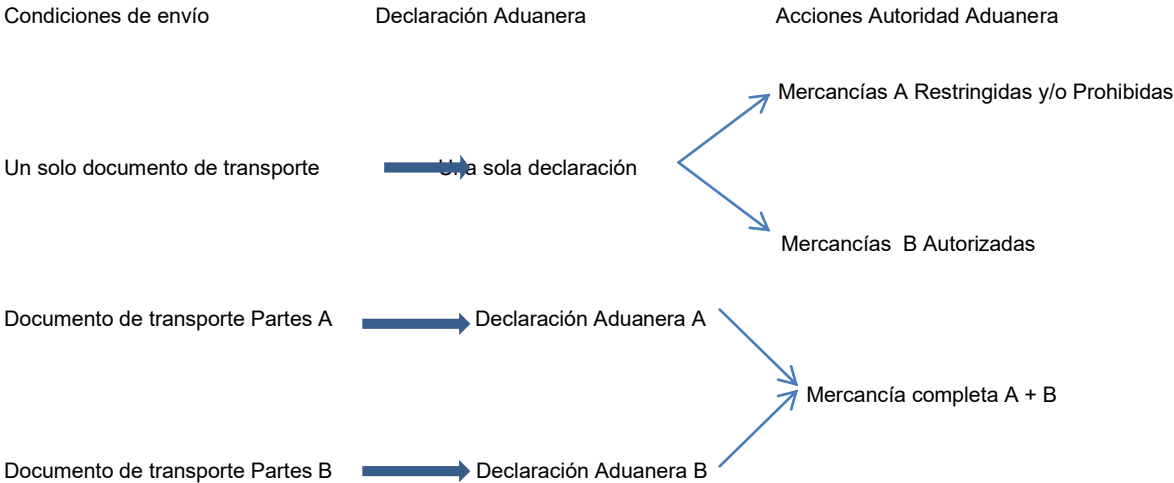 Condiciones de envío Declaración Aduanera Acciones Autoridad Aduanera
Mercancías A Restringidas y/o Prohibidas
Un solo documento de transporte Una sola declaración
Mercancías B Autorizadas
Documento de transporte Partes A Declaración Aduanera A
Mercancía completa A + B
Documento de transporte Partes B Declaración Aduanera B